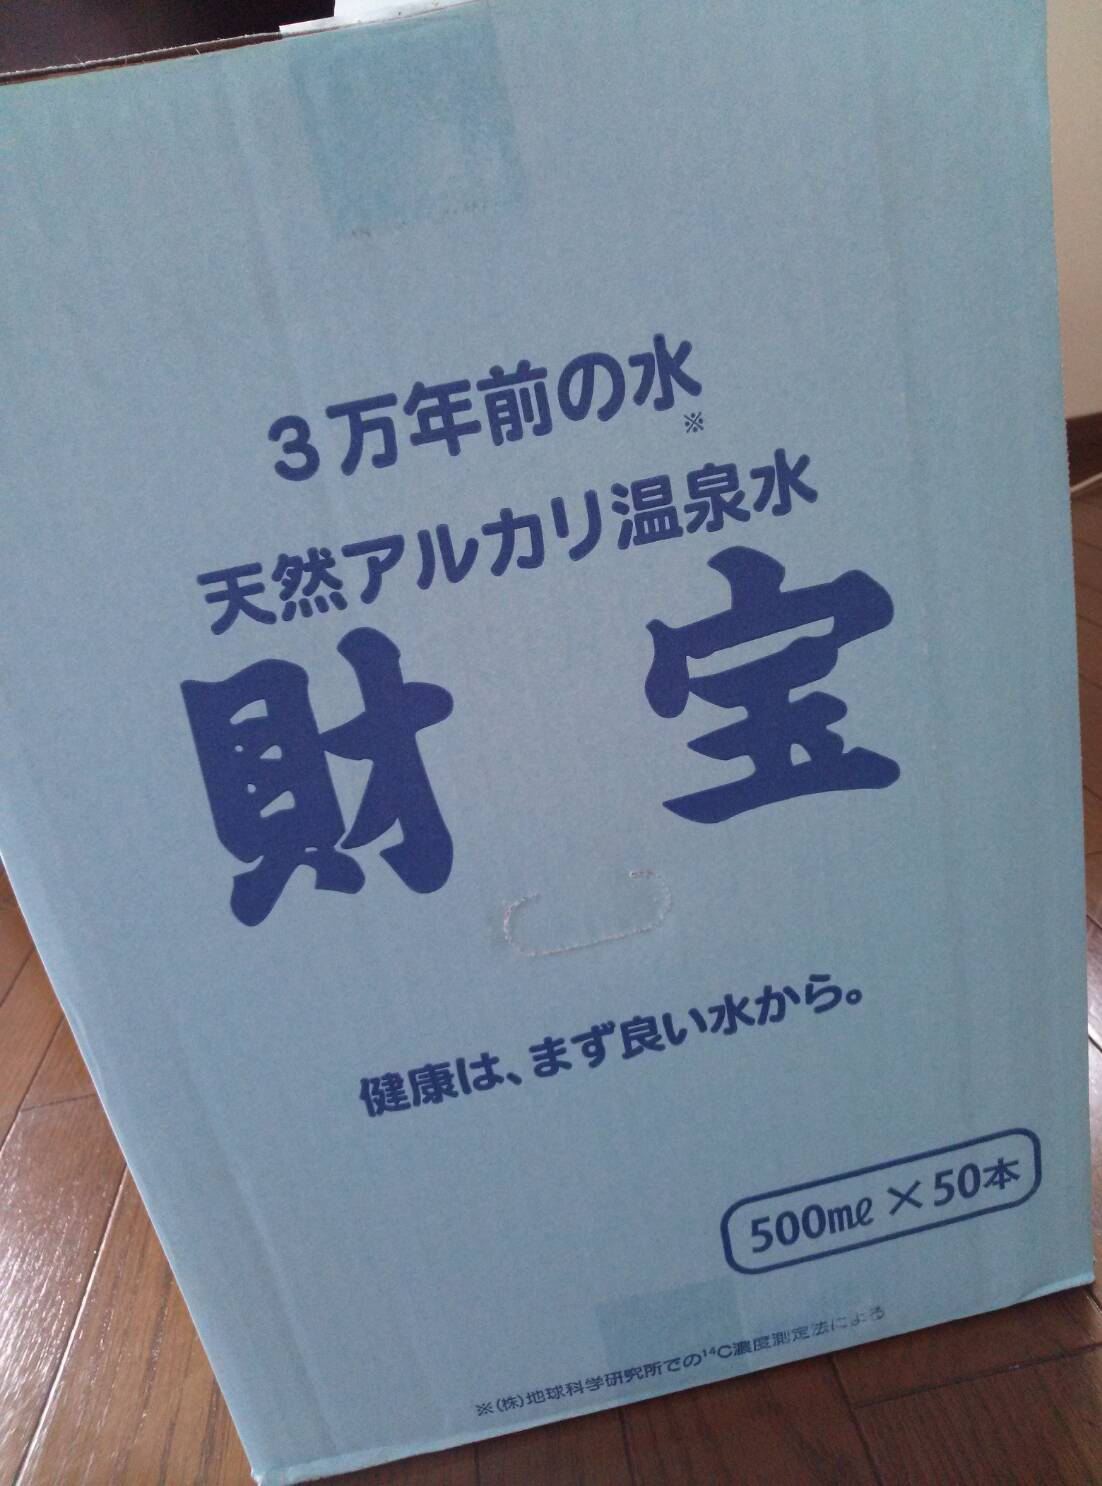 ３万年前の水※
天然アルカリ温泉水
財宝
健康は、まず良い水から。
500㎖×50本
※(株)地球科学研究所での¹⁴C濃度測定法による